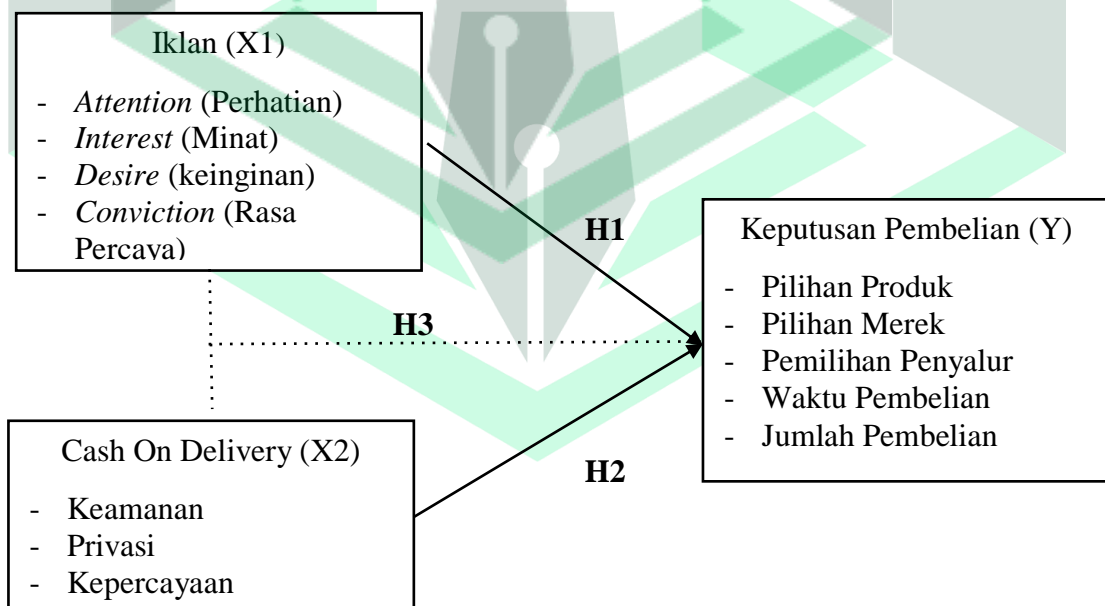 Iklan (X1)
- Attention (Perhatian)
- Interest (Minat)
- Desire (keinginan)
- Conviction (Rasa
Percaya)
H1
Keputusan Pembelian (Y)
- Pilihan Produk
- Pilihan Merek
- Pemilihan Penyalur
- Waktu Pembelian
- Jumlah Pembelian
H3
Cash On Delivery (X2)
- Keamanan
- Privasi
- Kepercayaan
H2